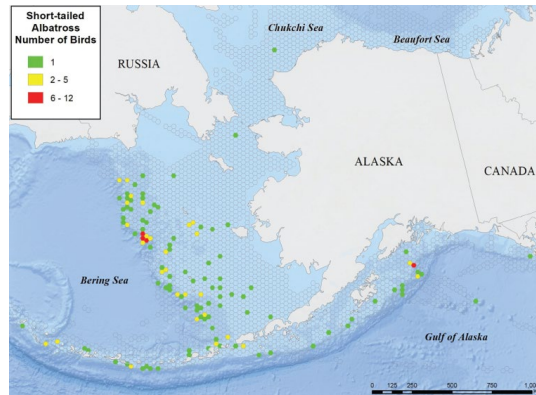 Short-tailed
Albatross
Number of Birds
1
2 - 5
6 - 12
Chukchi Sea
Beaufort Sea
RUSSIA
ALASKA
CANADA
Bering Sea
Gulf of Alaska
0 125 250 500 750 1,00